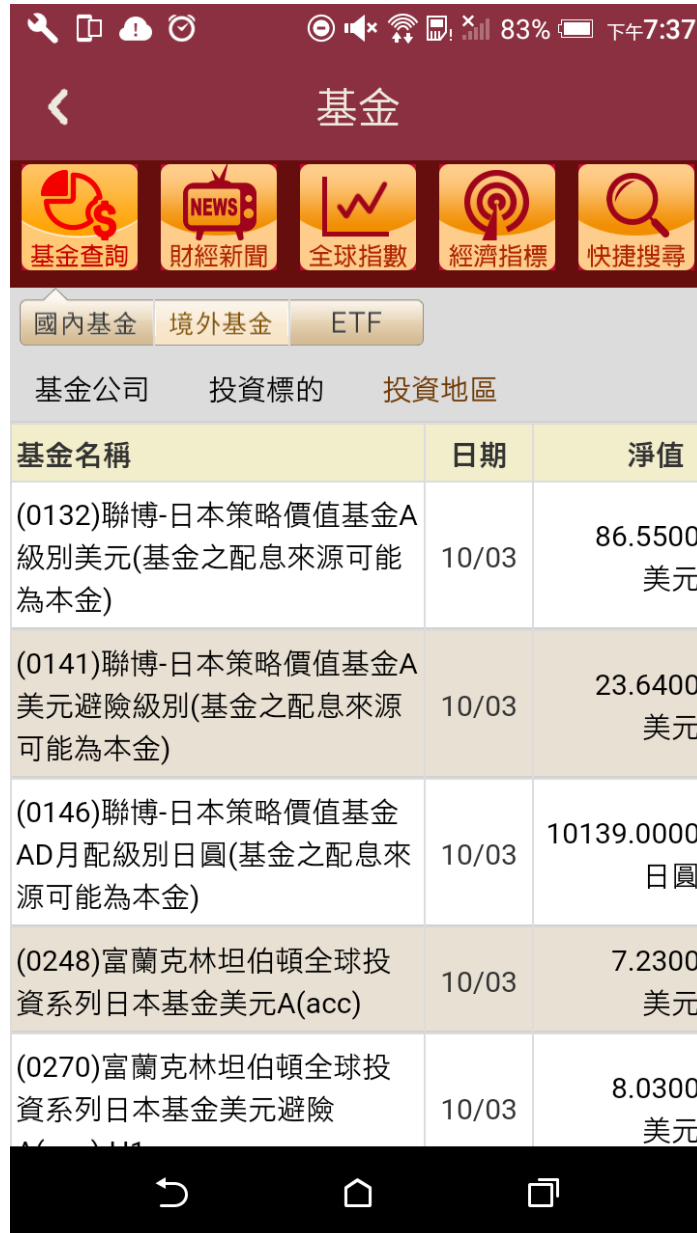 83% 下午7:37
基金
NEWS
基金查詢 財經新聞 全球指數 經濟指標 快捷搜尋
國內基金 境外基金 ETF
基金公司 投資標的 投資地區
基金名稱 日期 淨值
(0132)聯博-日本策略價值基金A
級別美元(基金之配息來源可能
為本金)
10/03
86.5500
美元
(0141)聯博-日本策略價值基金A
美元避險級別(基金之配息來源
可能為本金)
10/03
23.6400
美元
(0146)聯博-日本策略價值基金
AD月配級別日圓(基金之配息來
源可能為本金)
10/03
10139.0000
日圓
(0248)富蘭克林坦伯頓全球投
資系列日本基金美元A(acc)
10/03
7.2300
美元
(0270)富蘭克林坦伯頓全球投
資系列日本基金美元避險
10/03
8.0300
美元